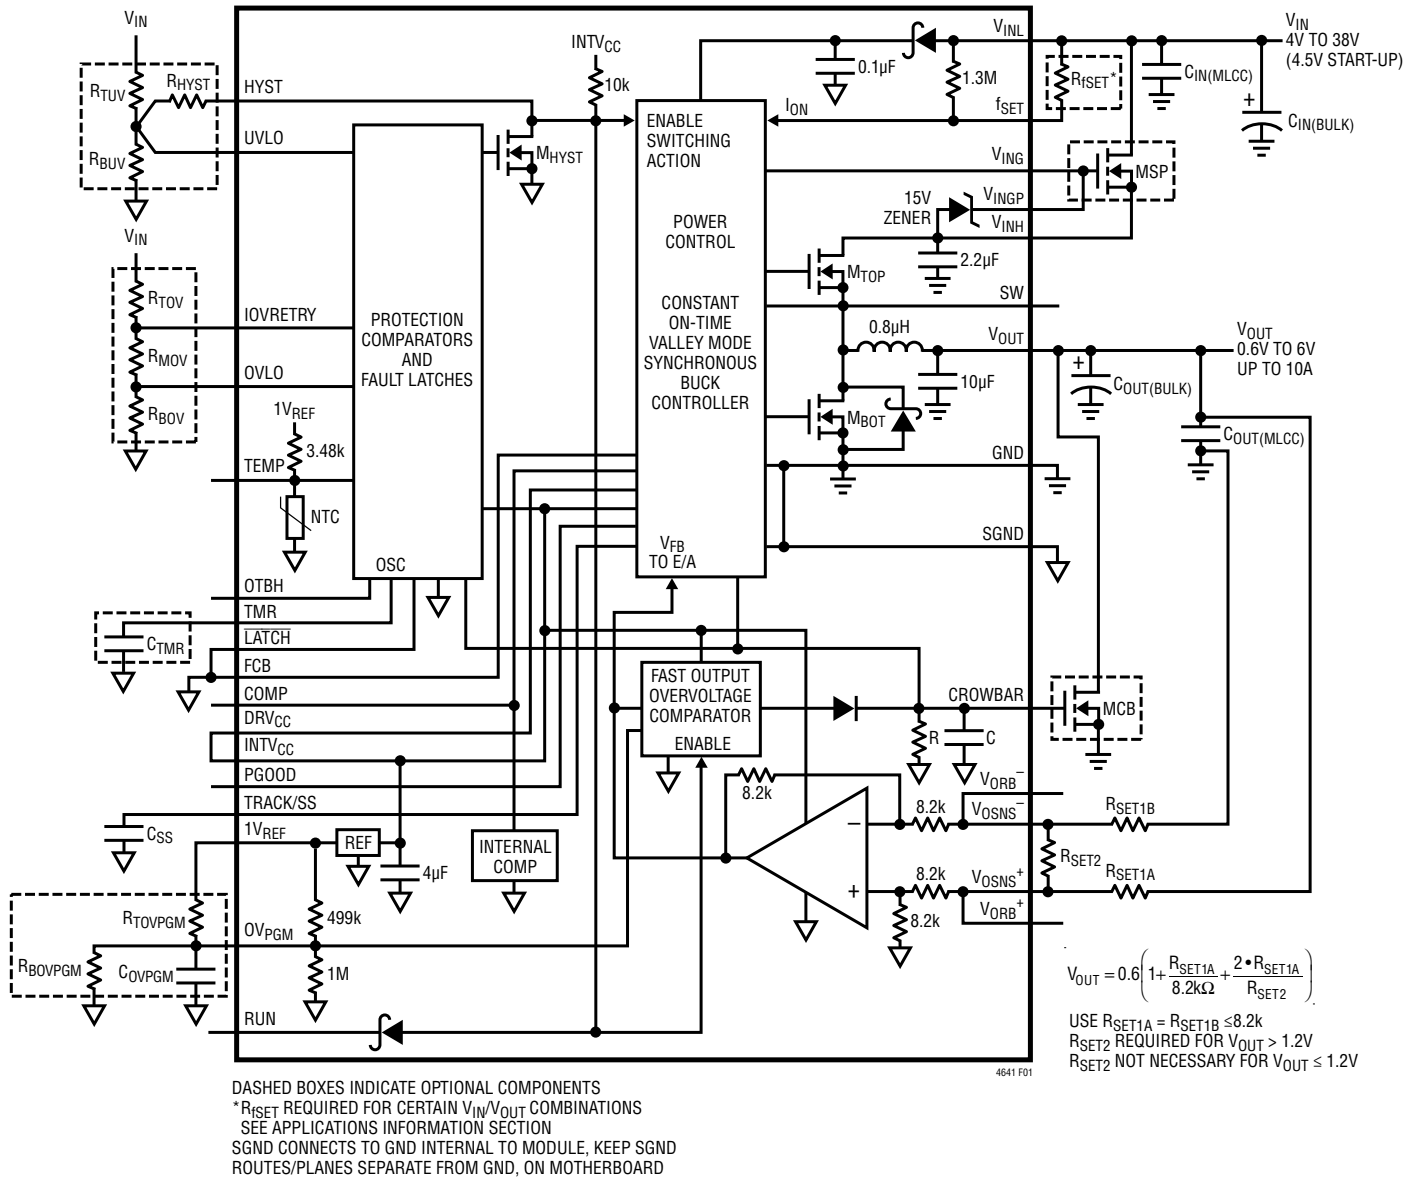 VIN
RTUV
RHYST
RBUV
VIN
RTOV
RMOV
RBOV
HYST
UVLO
IOVRETRY
OVLO
1VREF
3.48k
TEMP
NTC
OTBH
TMR
LATCH
FCB
COMP
DRVCC
INTVCC
PGOOD
TRACK/SS
1VREF
OVPGM
RUN
CTMR
CSS
RTOVPGM
RBOVPGM
COVPGM
PROTECTION
COMPARATORS
AND
FAULT LATCHES
OSC
MHYST
INTVCC
10k
REF
4µF
499k
1M
INTERNAL
COMP
ENABLE
SWITCHING
ACTION
POWER
CONTROL
CONSTANT
ON-TIME
VALLEY MODE
SYNCHRONOUS
BUCK
CONTROLLER
VFB
TO E/A
0.1µF
1.3M
ION
15V
ZENER
2.2µF
MTOP
0.8µH
10µF
MBOT
FAST OUTPUT
OVERVOLTAGE
COMPARATOR
ENABLE
R
C
8.2k
8.2k
8.2k
8.2k
−
+
VINL
fSET
VING
VINGP
VINH
SW
VOUT
GND
SGND
CROWBAR
VORB−
VOSNS−
VOSNS+
VORB+
RfSET*
CIN(MLCC)
+
CIN(BULK)
VIN
4V TO 38V
(4.5V START-UP)
MSP
VOUT
0.6V TO 6V
UP TO 10A
+
COUT(BULK)
COUT(MLCC)
MCB
RSET1B
RSET2
RSET1A
VOUT = 0.6(1+RSET1A/8.2kΩ+2•RSET1A/RSET2)
USE RSET1A = RSET1B ≤8.2k
RSET2 REQUIRED FOR VOUT > 1.2V
RSET2 NOT NECESSARY FOR VOUT ≤ 1.2V
4641 F01
DASHED BOXES INDICATE OPTIONAL COMPONENTS
*RfSET REQUIRED FOR CERTAIN VIN/VOUT COMBINATIONS
SEE APPLICATIONS INFORMATION SECTION
SGND CONNECTS TO GND INTERNAL TO MODULE, KEEP SGND
ROUTES/PLANES SEPARATE FROM GND, ON MOTHERBOARD